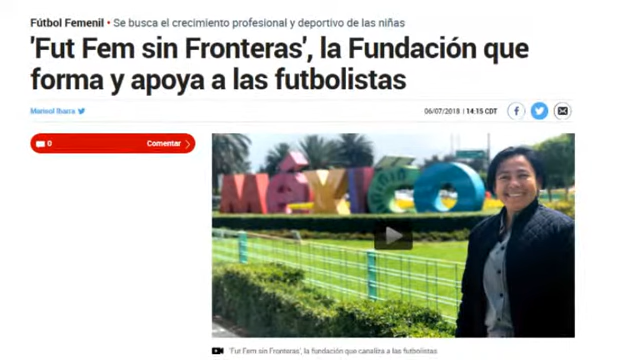 Fútbol Femenil • Se busca el crecimiento profesional y deportivo de las niñas
'Fut Fem sin Fronteras', la Fundación que
forma y apoya a las futbolistas
Marisol Ibarra
06/07/2018 | 14:15 CDT
0 Comentar
MéXICO
'Fut Fem sin Fronteras', la fundación que canaliza a las futbolistas